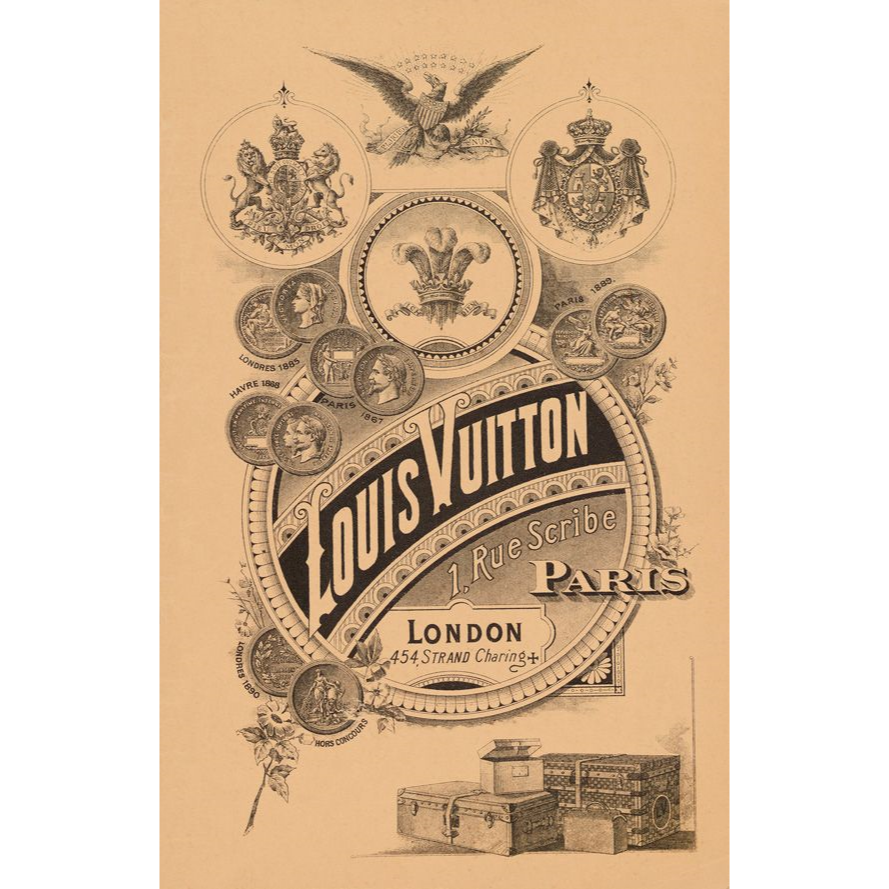 NUM
LONDRES 1885
PARIS 1889.
HAVRE 1868
PARIS 1867
LOUIS VUITTON
1, Rue Scribe
PARIS
LONDON
454, STRAND Charing ✢
LONDRES 1890
HORS CONCOURS